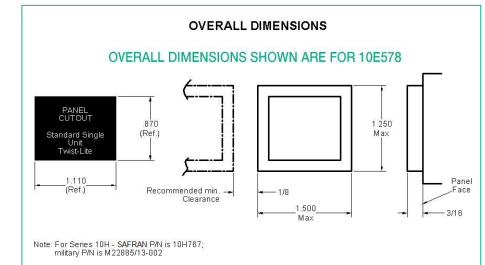 OVERALL DIMENSIONS
OVERALL DIMENSIONS SHOWN ARE FOR 10E578
PANEL
CUTOUT
Standard Single
Unit
Twist-Lite
.870
(Ref.)
1.110
(Ref.)
Recommended min.
Clearance
1/8
1.500
Max
1.250
Max
Panel
Face
3/16
Note: For Series 10H - SAFRAN P/N is 10H767;
military P/N is M22885/13-002